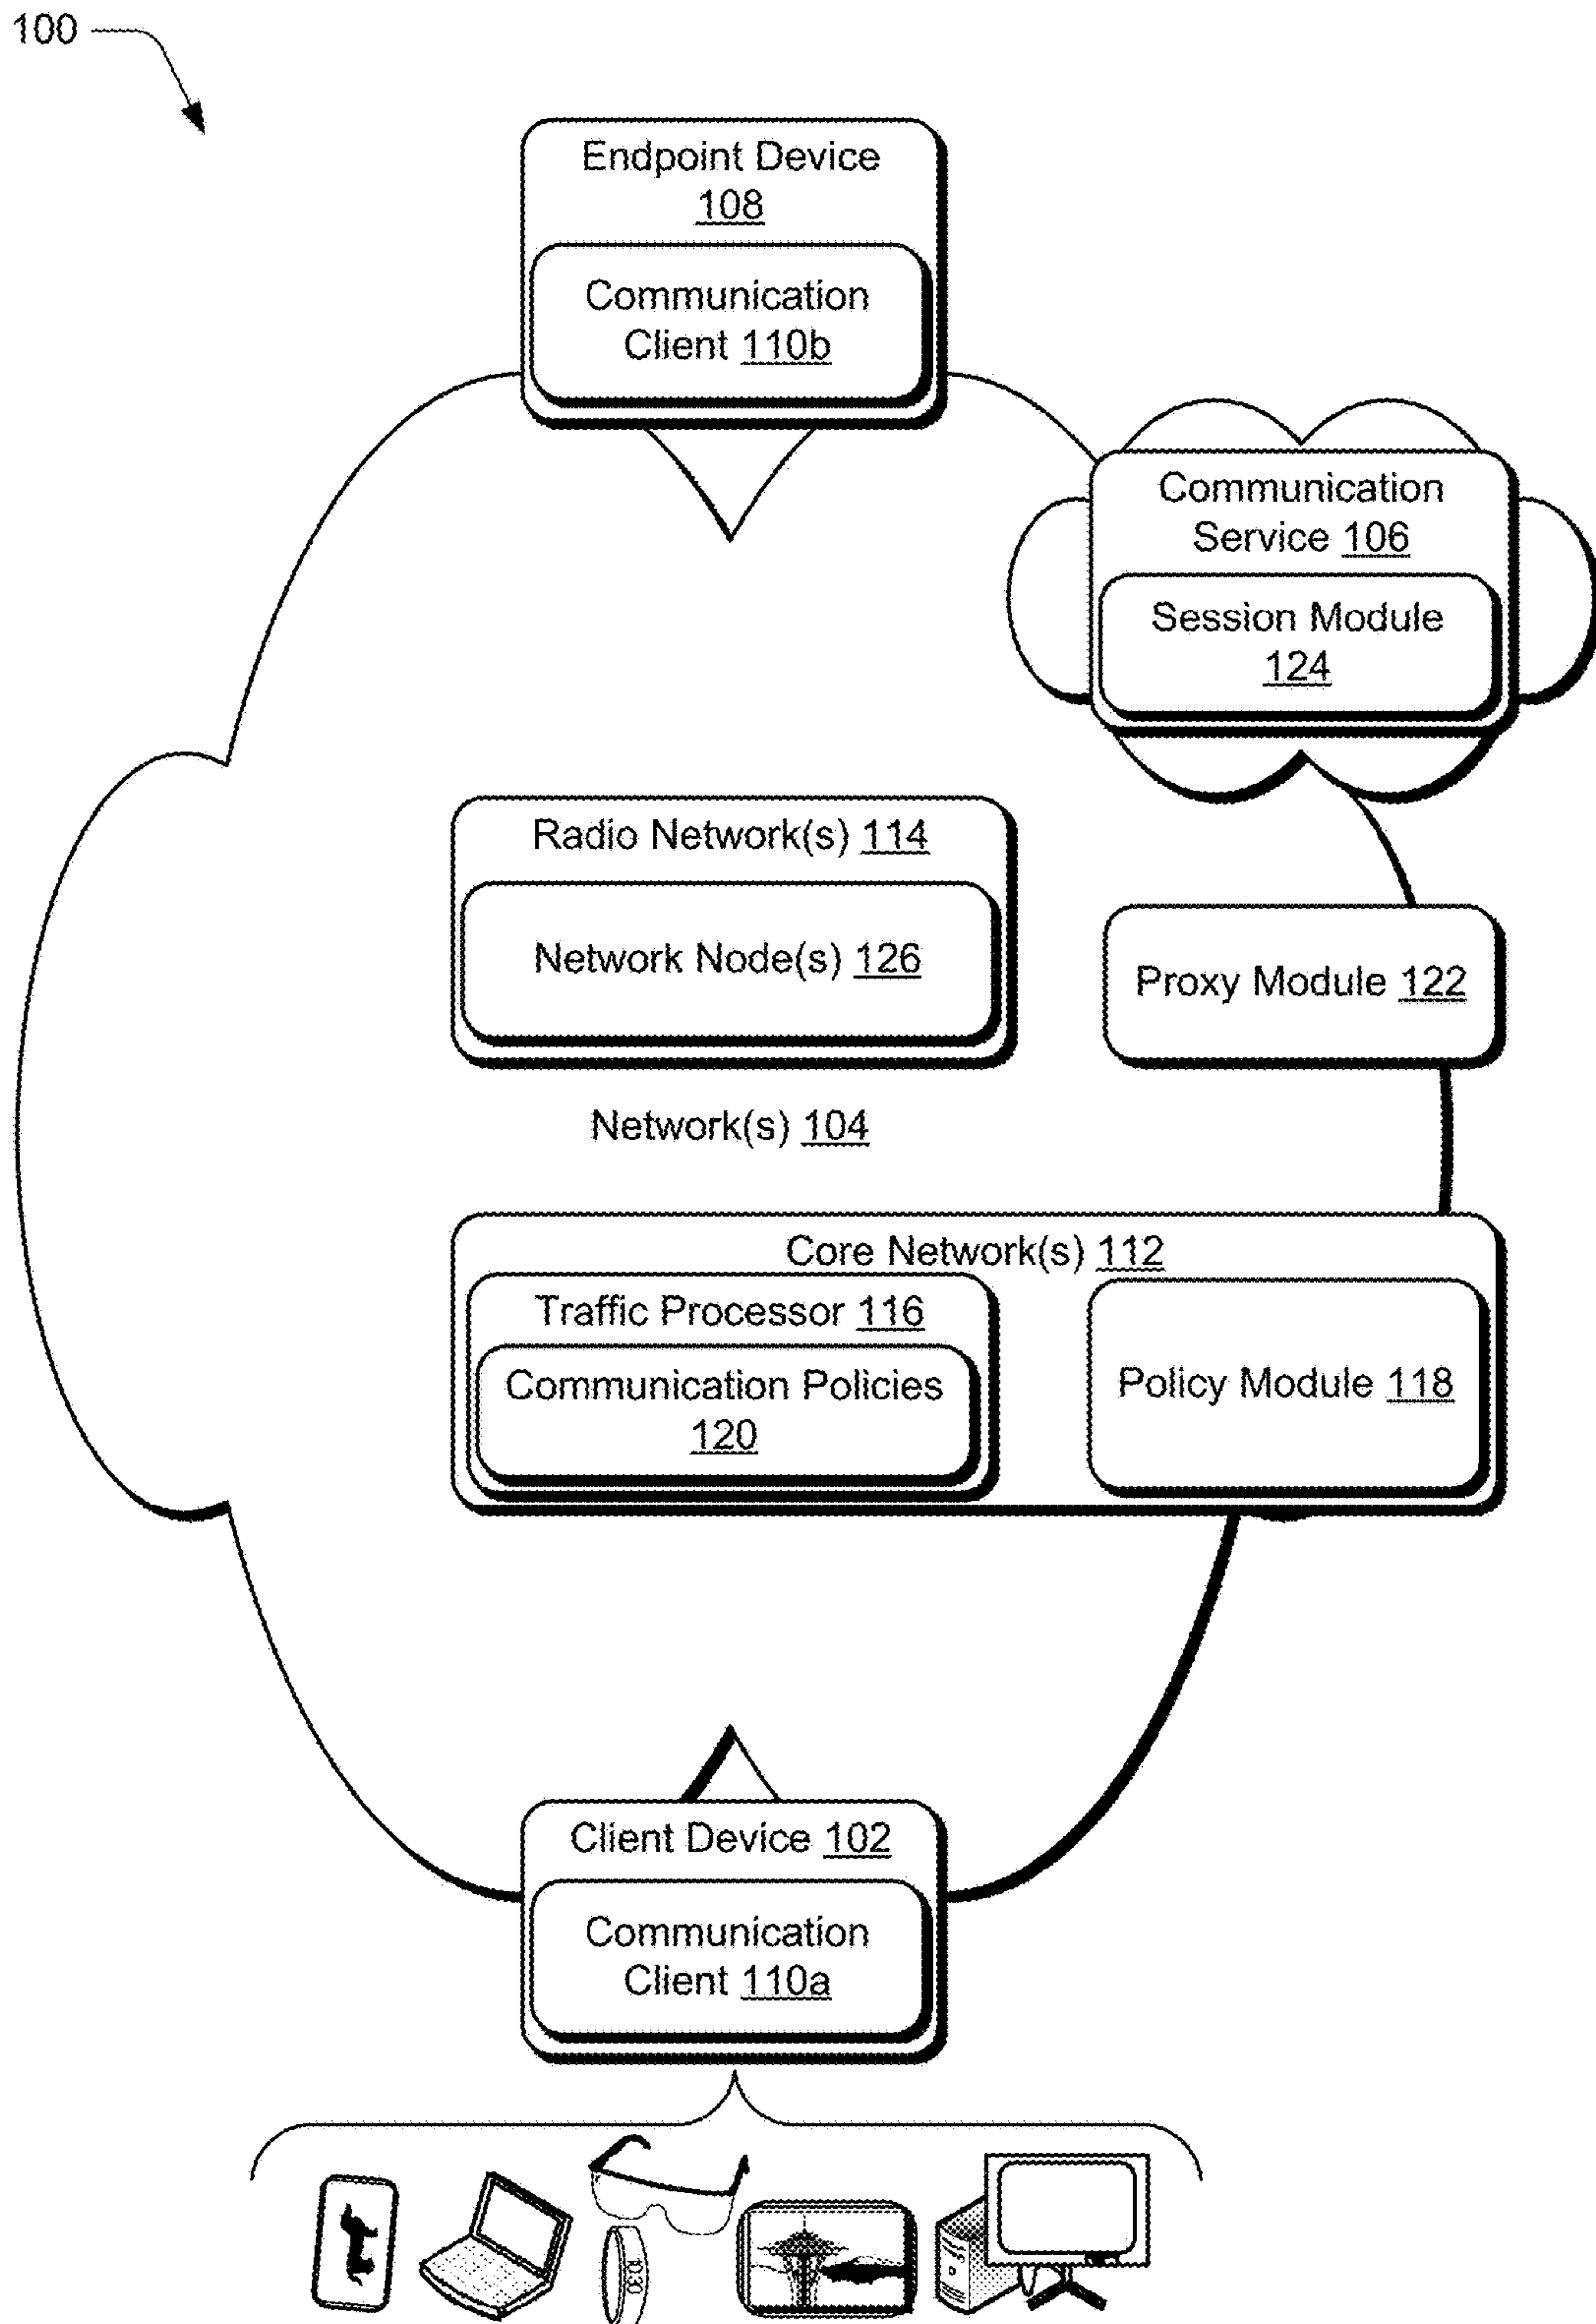 100
Endpoint Device
108
Communication
Client 110b
Communication
Service 106
Session Module
124
Radio Network(s) 114
Network Node(s) 126
Proxy Module 122
Network(s) 104
Core Network(s) 112
Traffic Processor 116
Communication Policies
120
Policy Module 118
Client Device 102
Communication
Client 110a
10:30